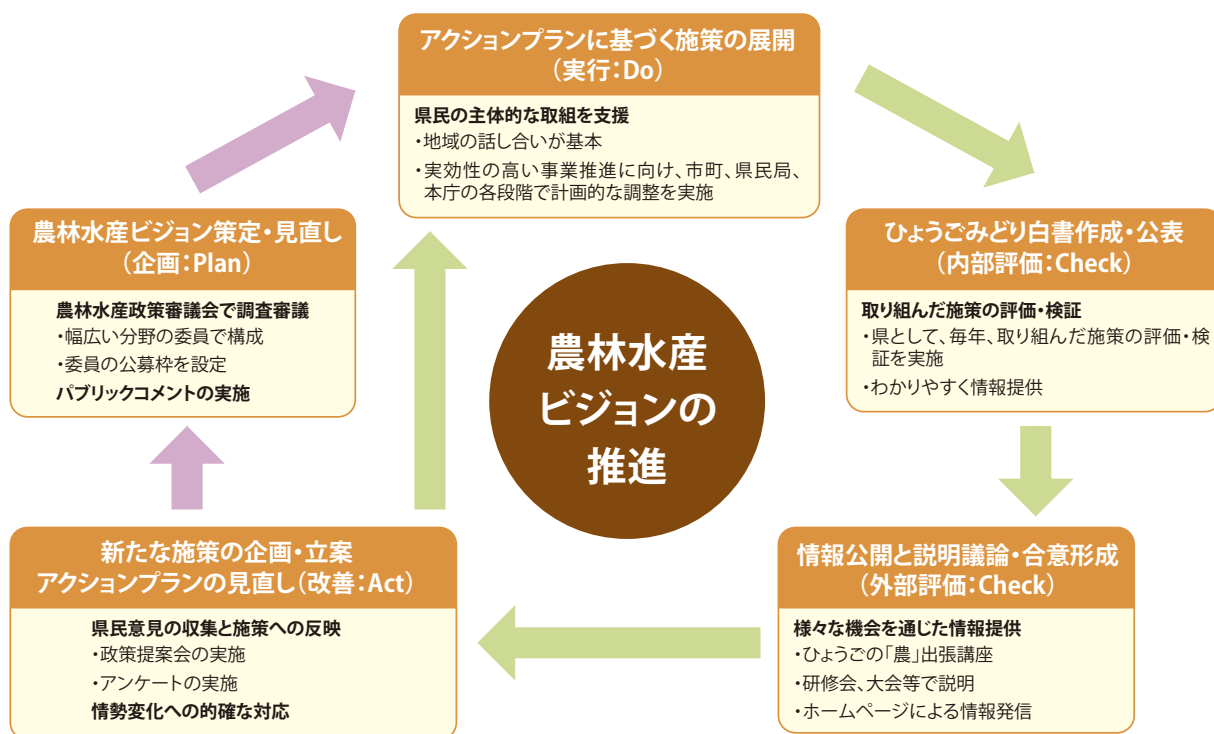 アクションプランに基づく施策の展開
（実行：Do）
県民の主体的な取組を支援
・地域の話し合いが基本
・実効性の高い事業推進に向け、市町、県民局、
本庁の各段階で計画的な調整を実施
農林水産ビジョン策定・見直し
（企画：Plan）
農林水産政策審議会で調査審議
・幅広い分野の委員で構成
・委員の公募枠を設定
パブリックコメントの実施
ひょうごみどり白書作成・公表
（内部評価：Check）
取り組んだ施策の評価・検証
・県として、毎年、取り組んだ施策の評価・検
証を実施
・わかりやすく情報提供
農林水産
ビジョンの
推進
新たな施策の企画・立案
アクションプランの見直し（改善：Act）
県民意見の収集と施策への反映
・政策提案会の実施
・アンケートの実施
情勢変化への的確な対応
情報公開と説明議論・合意形成
（外部評価：Check）
様々な機会を通じた情報提供
・ひょうごの「農」出張講座
・研修会、大会等で説明
・ホームページによる情報発信